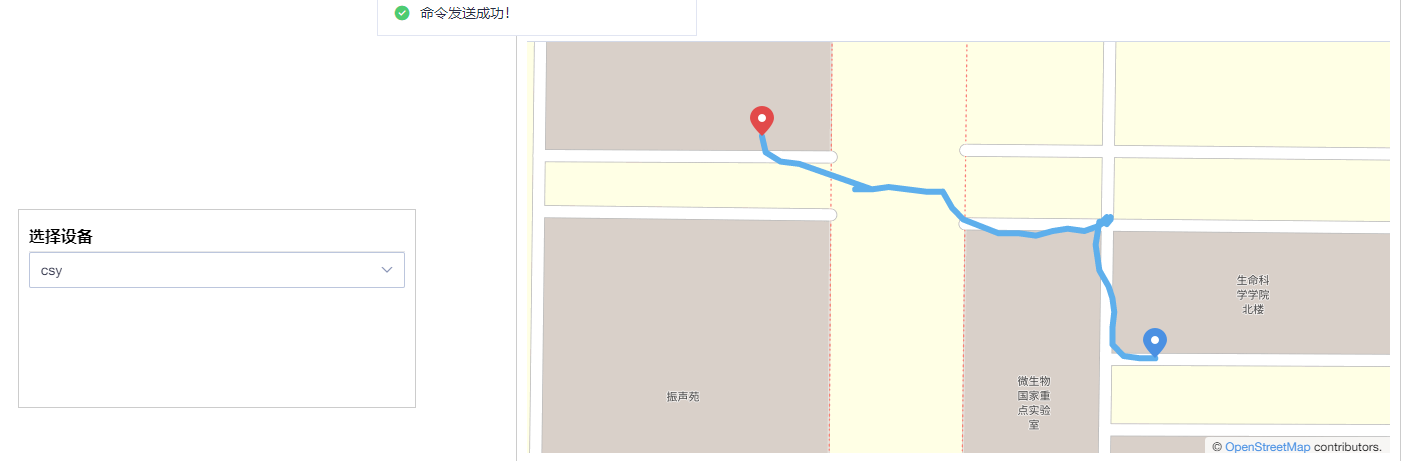 命令发送成功!
选择设备
csy
生命科
学学院
北楼
微生物
国家重
点实验
室
振声苑
© OpenStreetMap contributors.